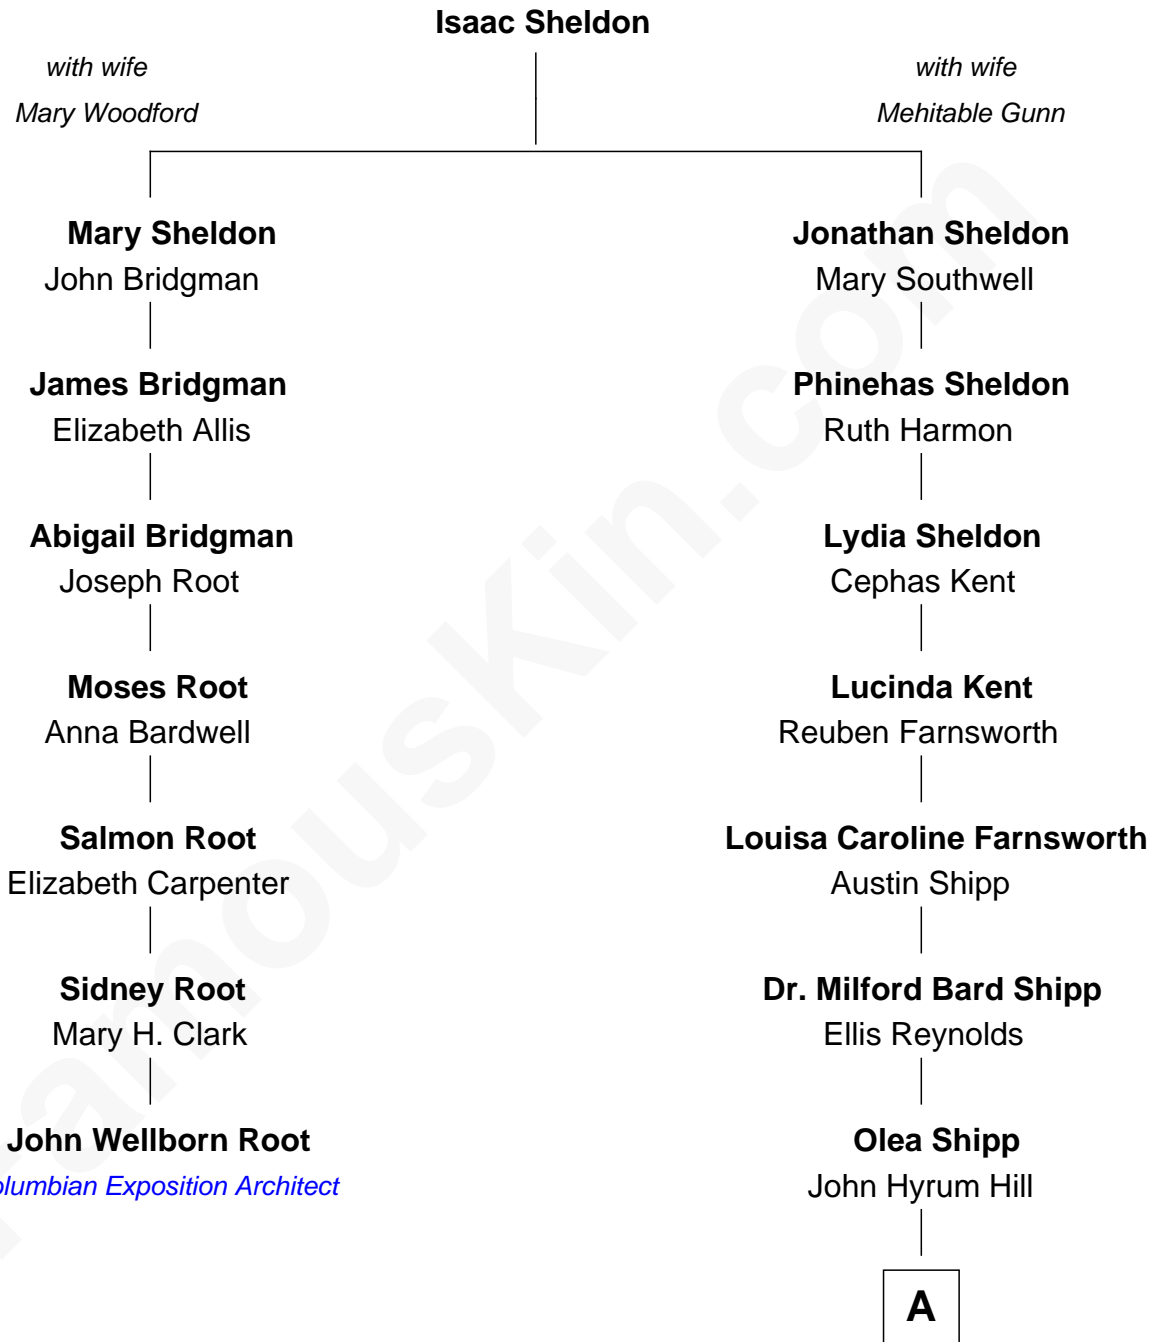 Isaac Sheldon
with wife
Mary Woodford
with wife
Mehitable Gunn
Mary Sheldon
John Bridgman
James Bridgman
Elizabeth Allis
Abigail Bridgman
Joseph Root
Moses Root
Anna Bardwell
Salmon Root
Elizabeth Carpenter
Sidney Root
Mary H. Clark
John Wellborn Root
olumbian Exposition Architect
Jonathan Sheldon
Mary Southwell
Phinehas Sheldon
Ruth Harmon
Lydia Sheldon
Cephas Kent
Lucinda Kent
Reuben Farnsworth
Louisa Caroline Farnsworth
Austin Shipp
Dr. Milford Bard Shipp
Ellis Reynolds
Olea Shipp
John Hyrum Hill
A
FamousKin.com